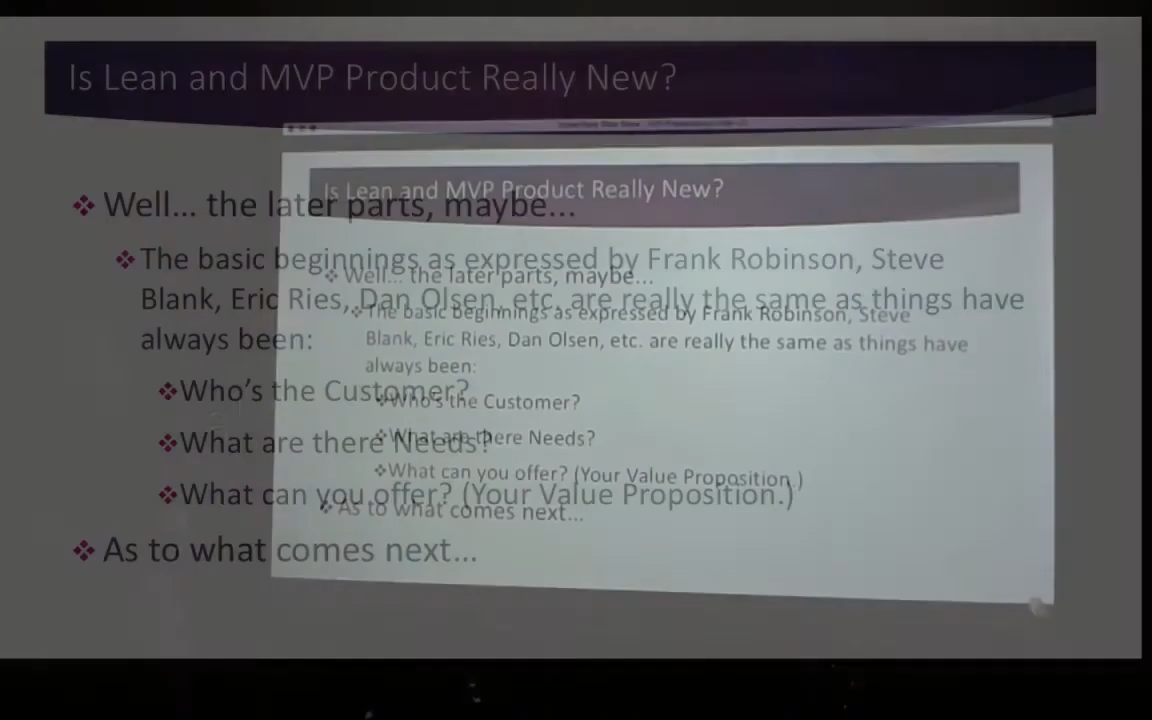 Is Lean and MVP Product Really New?
Well... the later parts, maybe...
The basic beginnings as expressed by Frank Robinson, Steve
Blank, Eric Ries, Dan Olsen, etc. are really the same as things have
always been:
Who's the Customer?
What are there Needs?
What can you offer? (Your Value Proposition.)
As to what comes next...
Is Lean and MVP Product Really New?
Well... the later parts, maybe...
The basic beginnings as expressed by Frank Robinson, Steve
Blank, Eric Ries, Dan Olsen, etc. are really the same as things have
always been:
Who's the Customer?
What are there Needs?
What can you offer? (Your Value Proposition.)
As to what comes next...